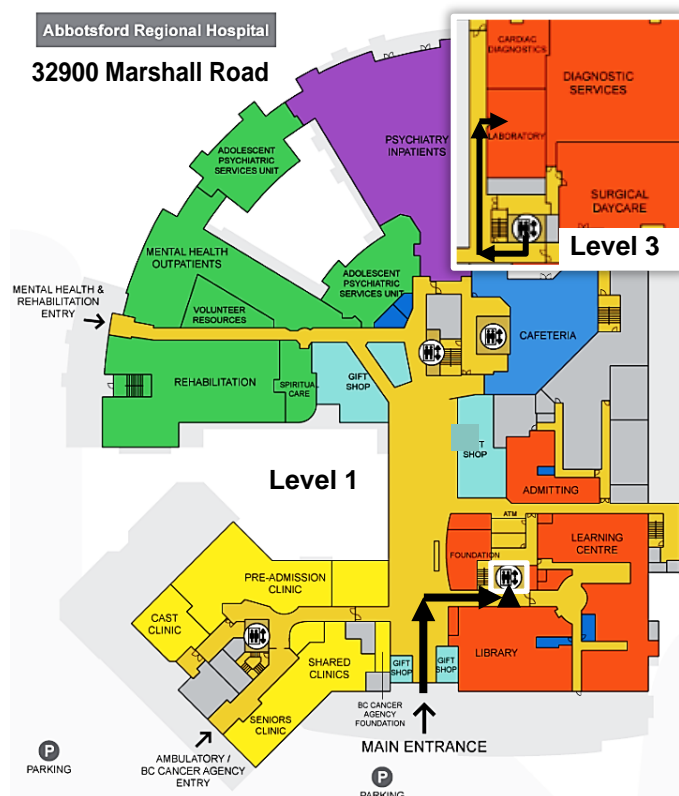 Abbotsford Regional Hospital
32900 Marshall Road
CARDIAC
DIAGNOSTICS
DIAGNOSTIC
SERVICES
LABORATORY
SURGICAL
DAYCARE
Level 3
PSYCHIATRY
INPATIENTS
ADOLESCENT
PSYCHIATRIC
SERVICES UNIT
MENTAL HEALTH
OUTPATIENTS
ADOLESCENT
PSYCHIATRIC
SERVICES UNIT
MENTAL HEALTH &
REHABILITATION
ENTRY
VOLUNTEER
RESOURCES
CAFETERIA
REHABILITATION
SPIRITUAL
CARE
GIFT
SHOP
T
SHOP
Level 1
ADMITTING
ATM
FOUNDATION
LEARNING
CENTRE
PRE-ADMISSION
CLINIC
CAST
CLINIC
SHARED
CLINICS
GIFT
SHOP
GIFT
SHOP
LIBRARY
SENIORS
CLINIC
BC CANCER
AGENCY
FOUNDATION
MAIN ENTRANCE
AMBULATORY /
BC CANCER AGENCY
ENTRY
P
PARKING
P
PARKING